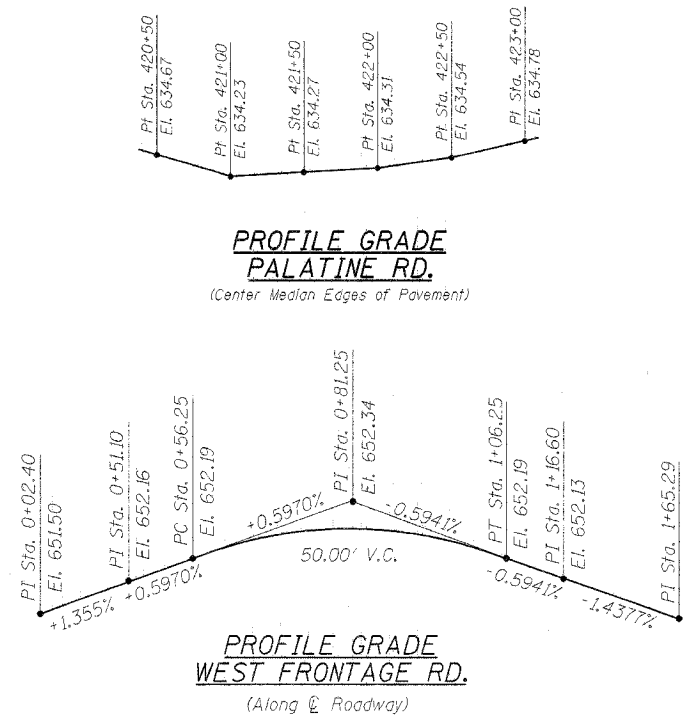 Pt Sta. 420+50
El. 634.67
Pt Sta. 421+00
El. 634.23
Pt Sta. 421+50
El. 634.27
Pt Sta. 422+00
El. 634.31
Pt Sta. 422+50
El. 634.54
Pt Sta. 423+00
El. 634.78
PROFILE GRADE
PALATINE RD.
(Center Median Edges of Pavement)
PI Sta. 0+02.40
El. 651.50
PI Sta. 0+51.10
El. 652.16
PC Sta. 0+56.25
El. 652.19
PI Sta. 0+81.25
El. 652.34
PT Sta. 1+06.25
El. 652.19
PI Sta. 1+16.60
El. 652.13
PI Sta. 1+65.29
+1.355%
+0.5970%
+0.5970%
-0.5941%
50.00' V.C.
-0.5941%
-1.4377%
PROFILE GRADE
WEST FRONTAGE RD.
(Along ℄ Roadway)